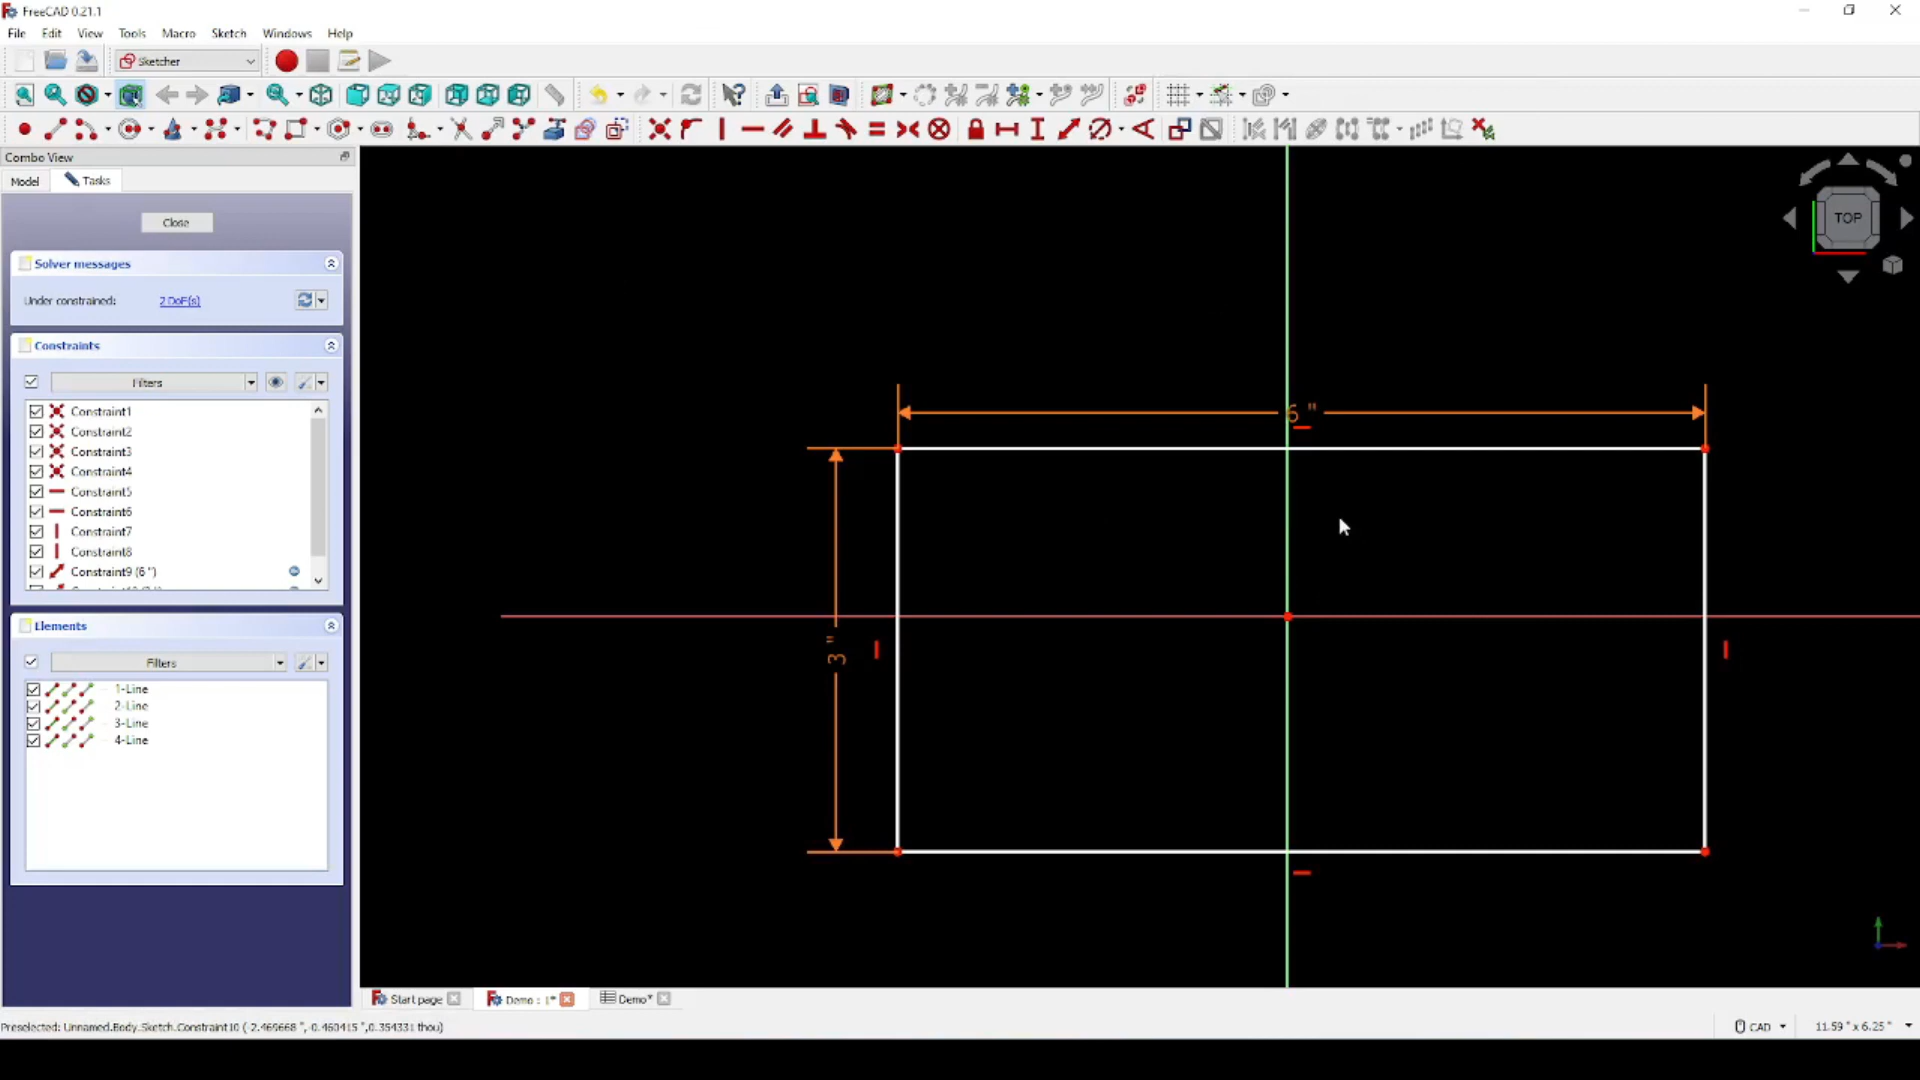 FreeCAD 0.21.1
File Edit View Tools Macro Sketch Windows Help
Sketcher
Combo View
Model Tasks
Close
Solver messages
Under constrained: 2 DoF(s)
Constraints
Filters
Constraint1
Constraint2
Constraint3
Constraint4
Constraint5
Constraint6
Constraint7
Constraint8
Constraint9 (6 ")
Elements
Filters
1-Line
2-Line
3-Line
4-Line
6 "
3 "
TOP
Start page Demo : 1* Demo*
Preselected: Unnamed.Body.Sketch.Constraint10 (-2.469668 ",-0.460415 ",0.354331 thou)
CAD 11.59 " x 6.25 "